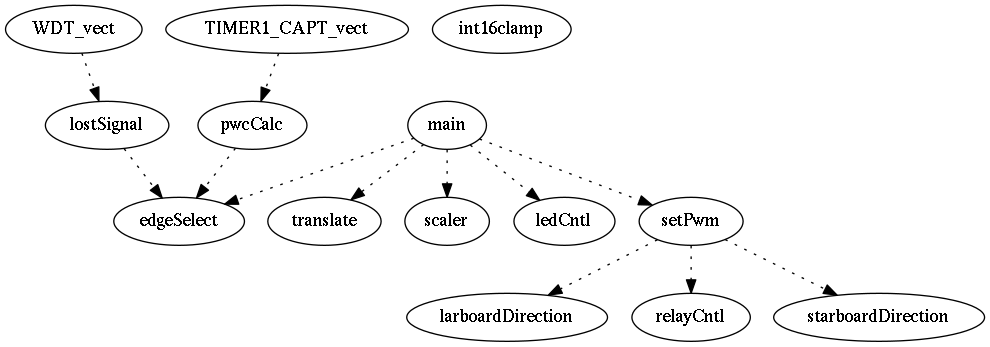 WDT_vect
TIMER1_CAPT_vect
int16clamp
lostSignal
pwcCalc
main
edgeSelect
translate
scaler
ledCntl
setPwm
larboardDirection
relayCntl
starboardDirection